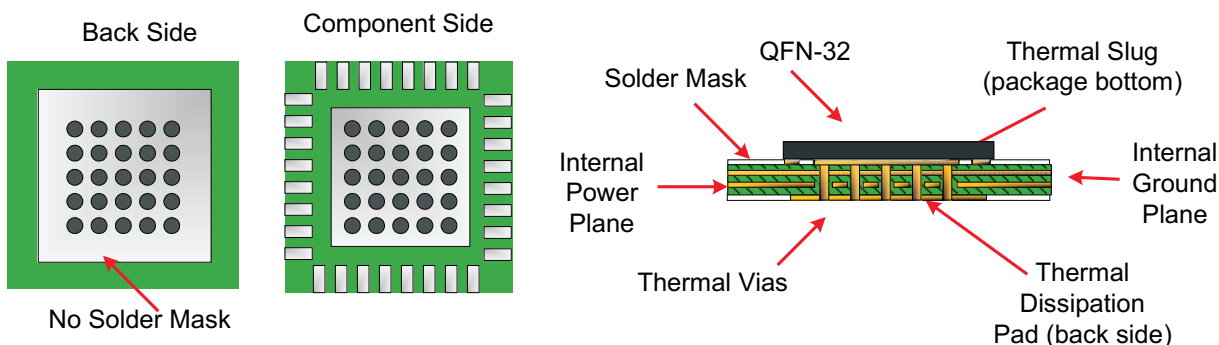 Back Side
Component Side
No Solder Mask
QFN-32
Thermal Slug
(package bottom)
Solder Mask
Internal
Power
Plane
Internal
Ground
Plane
Thermal Vias
Thermal
Dissipation
Pad (back side)